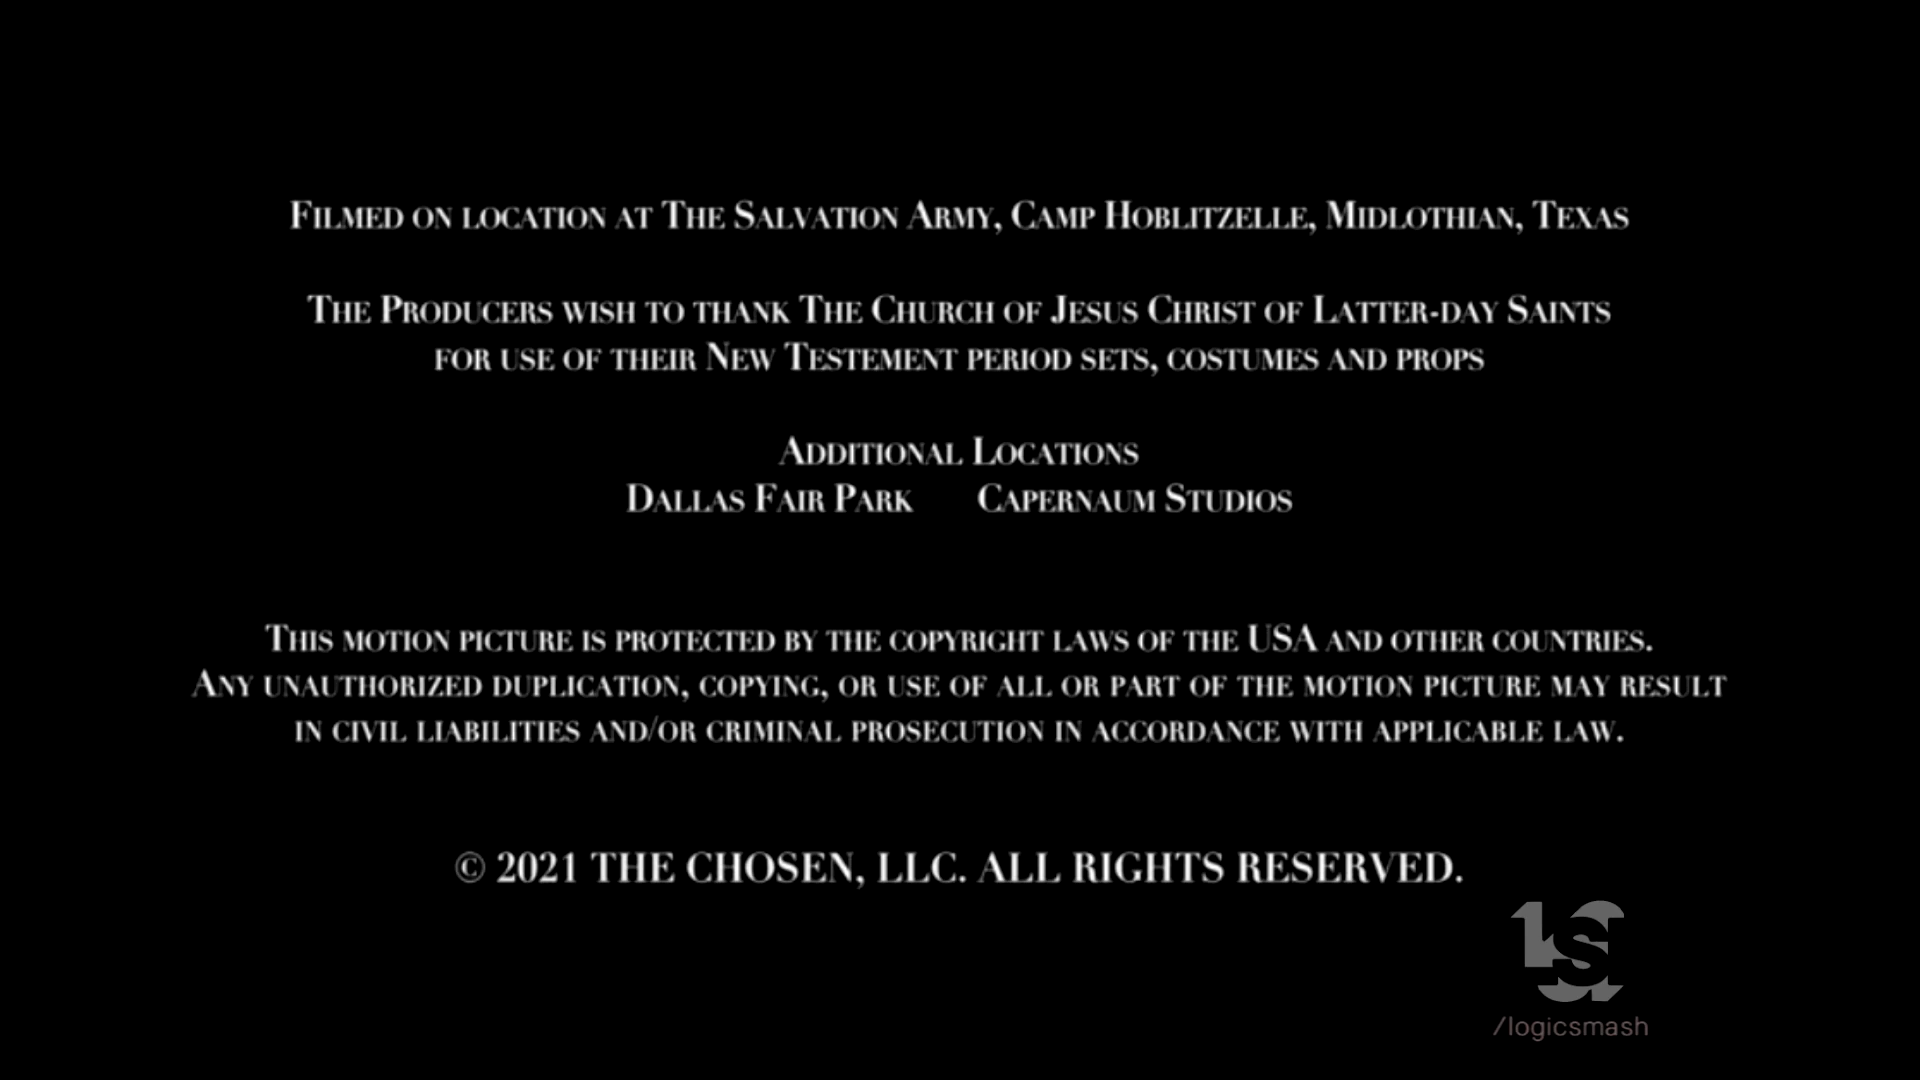 Filmed on location at The Salvation Army, Camp Hoblitzelle, Midlothian, Texas
The Producers wish to thank The Church of Jesus Christ of Latter-day Saints
for use of their New Testement period sets, costumes and props
Additional Locations
Dallas Fair Park Capernaum Studios
This motion picture is protected by the copyright laws of the USA and other countries.
Any unauthorized duplication, copying, or use of all or part of the motion picture may result
in civil liabilities and/or criminal prosecution in accordance with applicable law.
© 2021 THE CHOSEN, LLC. ALL RIGHTS RESERVED.
/logicsmash